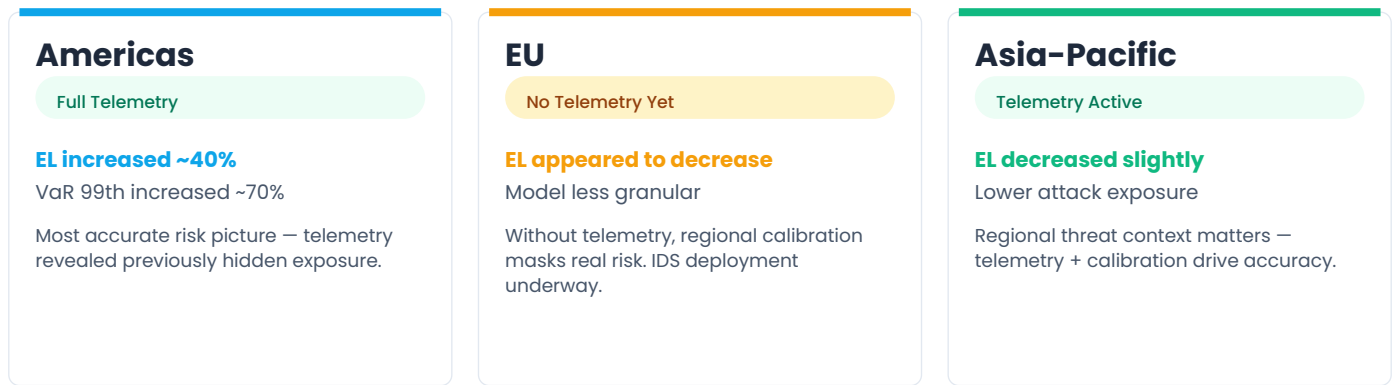 Americas
Full Telemetry
EL increased ~40%
VaR 99th increased ~70%
Most accurate risk picture — telemetry
revealed previously hidden exposure.
EU
No Telemetry Yet
EL appeared to decrease
Model less granular
Without telemetry, regional calibration
masks real risk. IDS deployment
underway.
Asia-Pacific
Telemetry Active
EL decreased slightly
Lower attack exposure
Regional threat context matters —
telemetry + calibration drive accuracy.